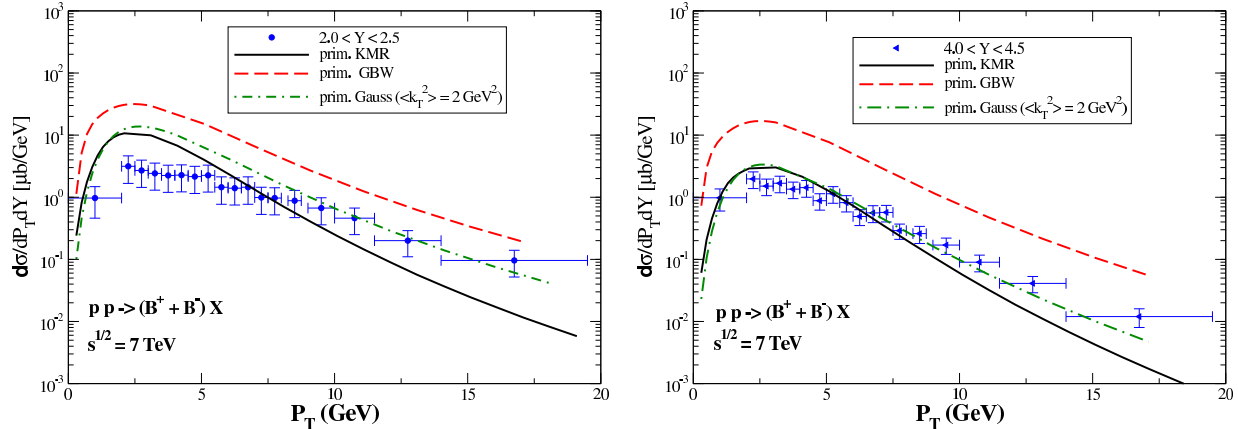 10^3
10^2
10^1
10^0
10^-1
10^-2
10^-3
dσ/dP_T dY [μb/GeV]
2.0 < Y < 2.5
prim. KMR
prim. GBW
prim. Gauss (<k_T^2> = 2 GeV^2)
p p -> (B^+ + B^-) X
s^1/2 = 7 TeV
0 5 10 15 20
P_T (GeV)
10^3
10^2
10^1
10^0
10^-1
10^-2
10^-3
dσ/dP_T dY [μb/GeV]
4.0 < Y < 4.5
prim. KMR
prim. GBW
prim. Gauss (<k_T^2> = 2 GeV^2)
p p -> (B^+ + B^-) X
s^1/2 = 7 TeV
0 5 10 15 20
P_T (GeV)